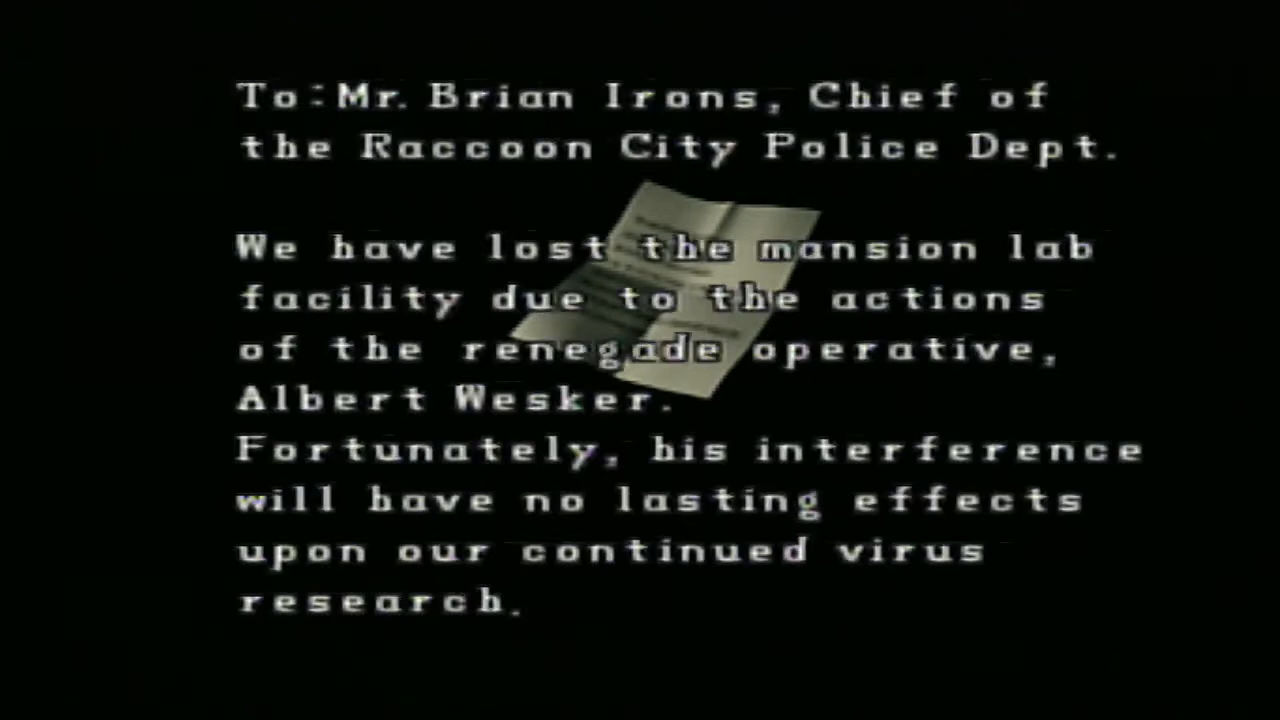 To:Mr. Brian Irons, Chief of
the Raccoon City Police Dept.
We have lost the mansion lab
facility due to the actions
of the renegade operative,
Albert Wesker.
Fortunately, his interference
will have no lasting effects
upon our continued virus
research.